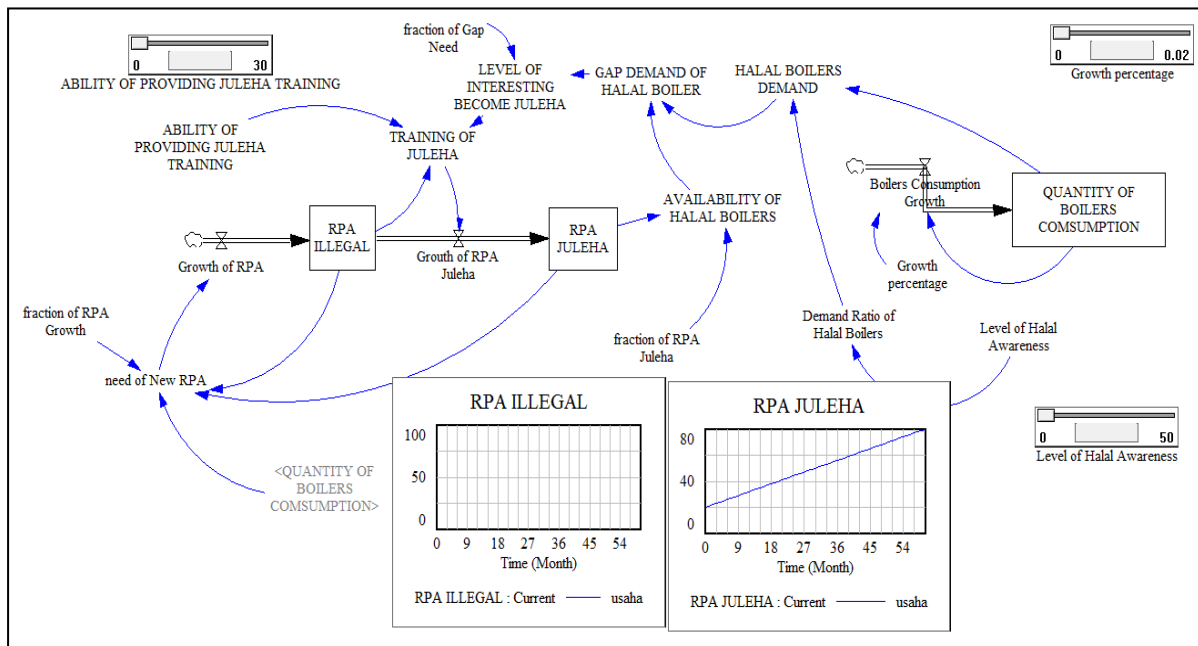 0 30
ABILITY OF PROVIDING JULEHA TRAINING
ABILITY OF
PROVIDING JULEHA
TRAINING
fraction of Gap
Need
LEVEL OF
INTERESTING
BECOME JULEHA
GAP DEMAND OF
HALAL BOILER
HALAL BOILERS
DEMAND
0 0.02
Growth percentage
TRAINING OF
JULEHA
AVAILABILITY OF
HALAL BOILERS
Boilers Consumption
Growth
QUANTITY OF
BOILERS
COMSUMPTION
RPA
ILLEGAL
RPA
JULEHA
Growth of RPA
Grouth of RPA
Juleha
Growth
percentage
fraction of RPA
Growth
fraction of RPA
Juleha
Demand Ratio of
Halal Boilers
Level of Halal
Awareness
need of New RPA
<QUANTITY OF
BOILERS
COMSUMPTION>
RPA ILLEGAL
100
50
0
0 9 18 27 36 45 54
Time (Month)
RPA ILLEGAL : Current usaha
RPA JULEHA
80
40
0
0 9 18 27 36 45 54
Time (Month)
RPA JULEHA : Current usaha
0 50
Level of Halal Awareness